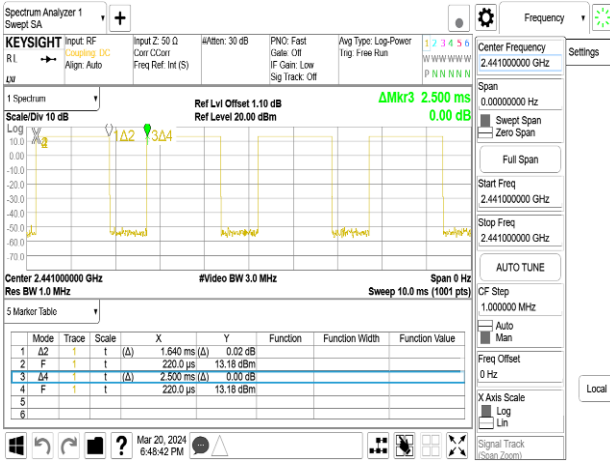 Spectrum Analyzer 1
Swept SA
Frequency
Settings
KEYSIGHT
RL
Input: RF
Coupling: DC
Align: Auto
Input Z: 50 Ω
Corr CCorr
Freq Ref: Int (S)
#Atten: 30 dB
PNO: Fast
Gate: Off
IF Gain: Low
Sig Track: Off
Avg Type: Log-Power
Trig: Free Run
1 2 3 4 5 6
W W W W W W
P N N N N N
1 Spectrum
Scale/Div 10 dB
Log
Ref Lvl Offset 1.10 dB
Ref Level 20.00 dBm
ΔMkr3 2.500 ms
0.00 dB
1Δ2
3Δ4
10.0
0.00
-10.0
-20.0
-30.0
-40.0
-50.0
-60.0
-70.0
Center 2.441000000 GHz
Res BW 1.0 MHz
#Video BW 3.0 MHz
Span 0 Hz
Sweep 10.0 ms (1001 pts)
5 Marker Table
Mode Trace Scale X Y Function Function Width Function Value
1 Δ2 1 t (Δ) 1.640 ms (Δ) 0.02 dB
2 F 1 t 220.0 µs 13.18 dBm
3 Δ4 1 t (Δ) 2.500 ms (Δ) 0.00 dB
4 F 1 t 220.0 µs 13.18 dBm
5
6
Mar 20, 2024
6:48:42 PM
Center Frequency
2.441000000 GHz
Span
0.00000000 Hz
Swept Span
Zero Span
Full Span
Start Freq
2.441000000 GHz
Stop Freq
2.441000000 GHz
AUTO TUNE
CF Step
1.000000 MHz
Auto
Man
Freq Offset
0 Hz
X Axis Scale
Log
Lin
Signal Track
(Span Zoom)
Local